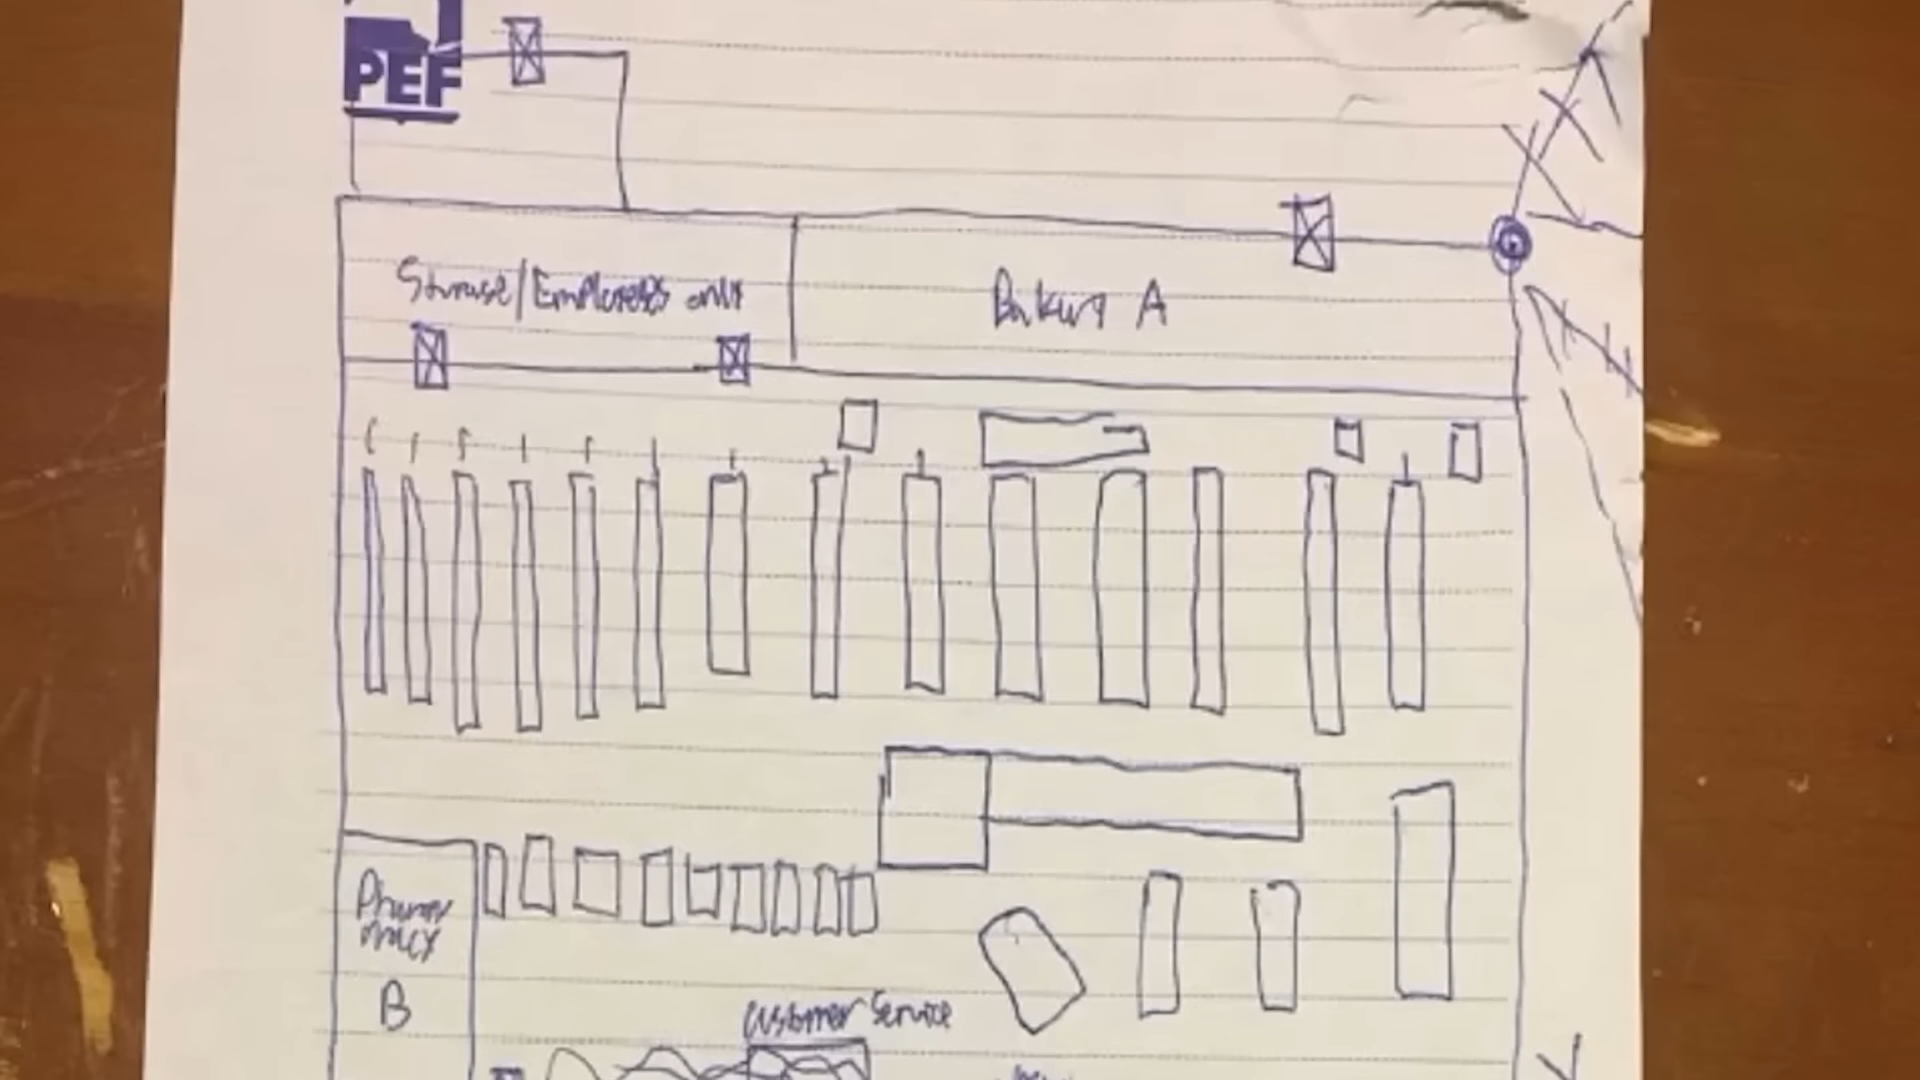 PEF
Storage/Employees only
Bakery A
Pharmacy
B
Customer Service